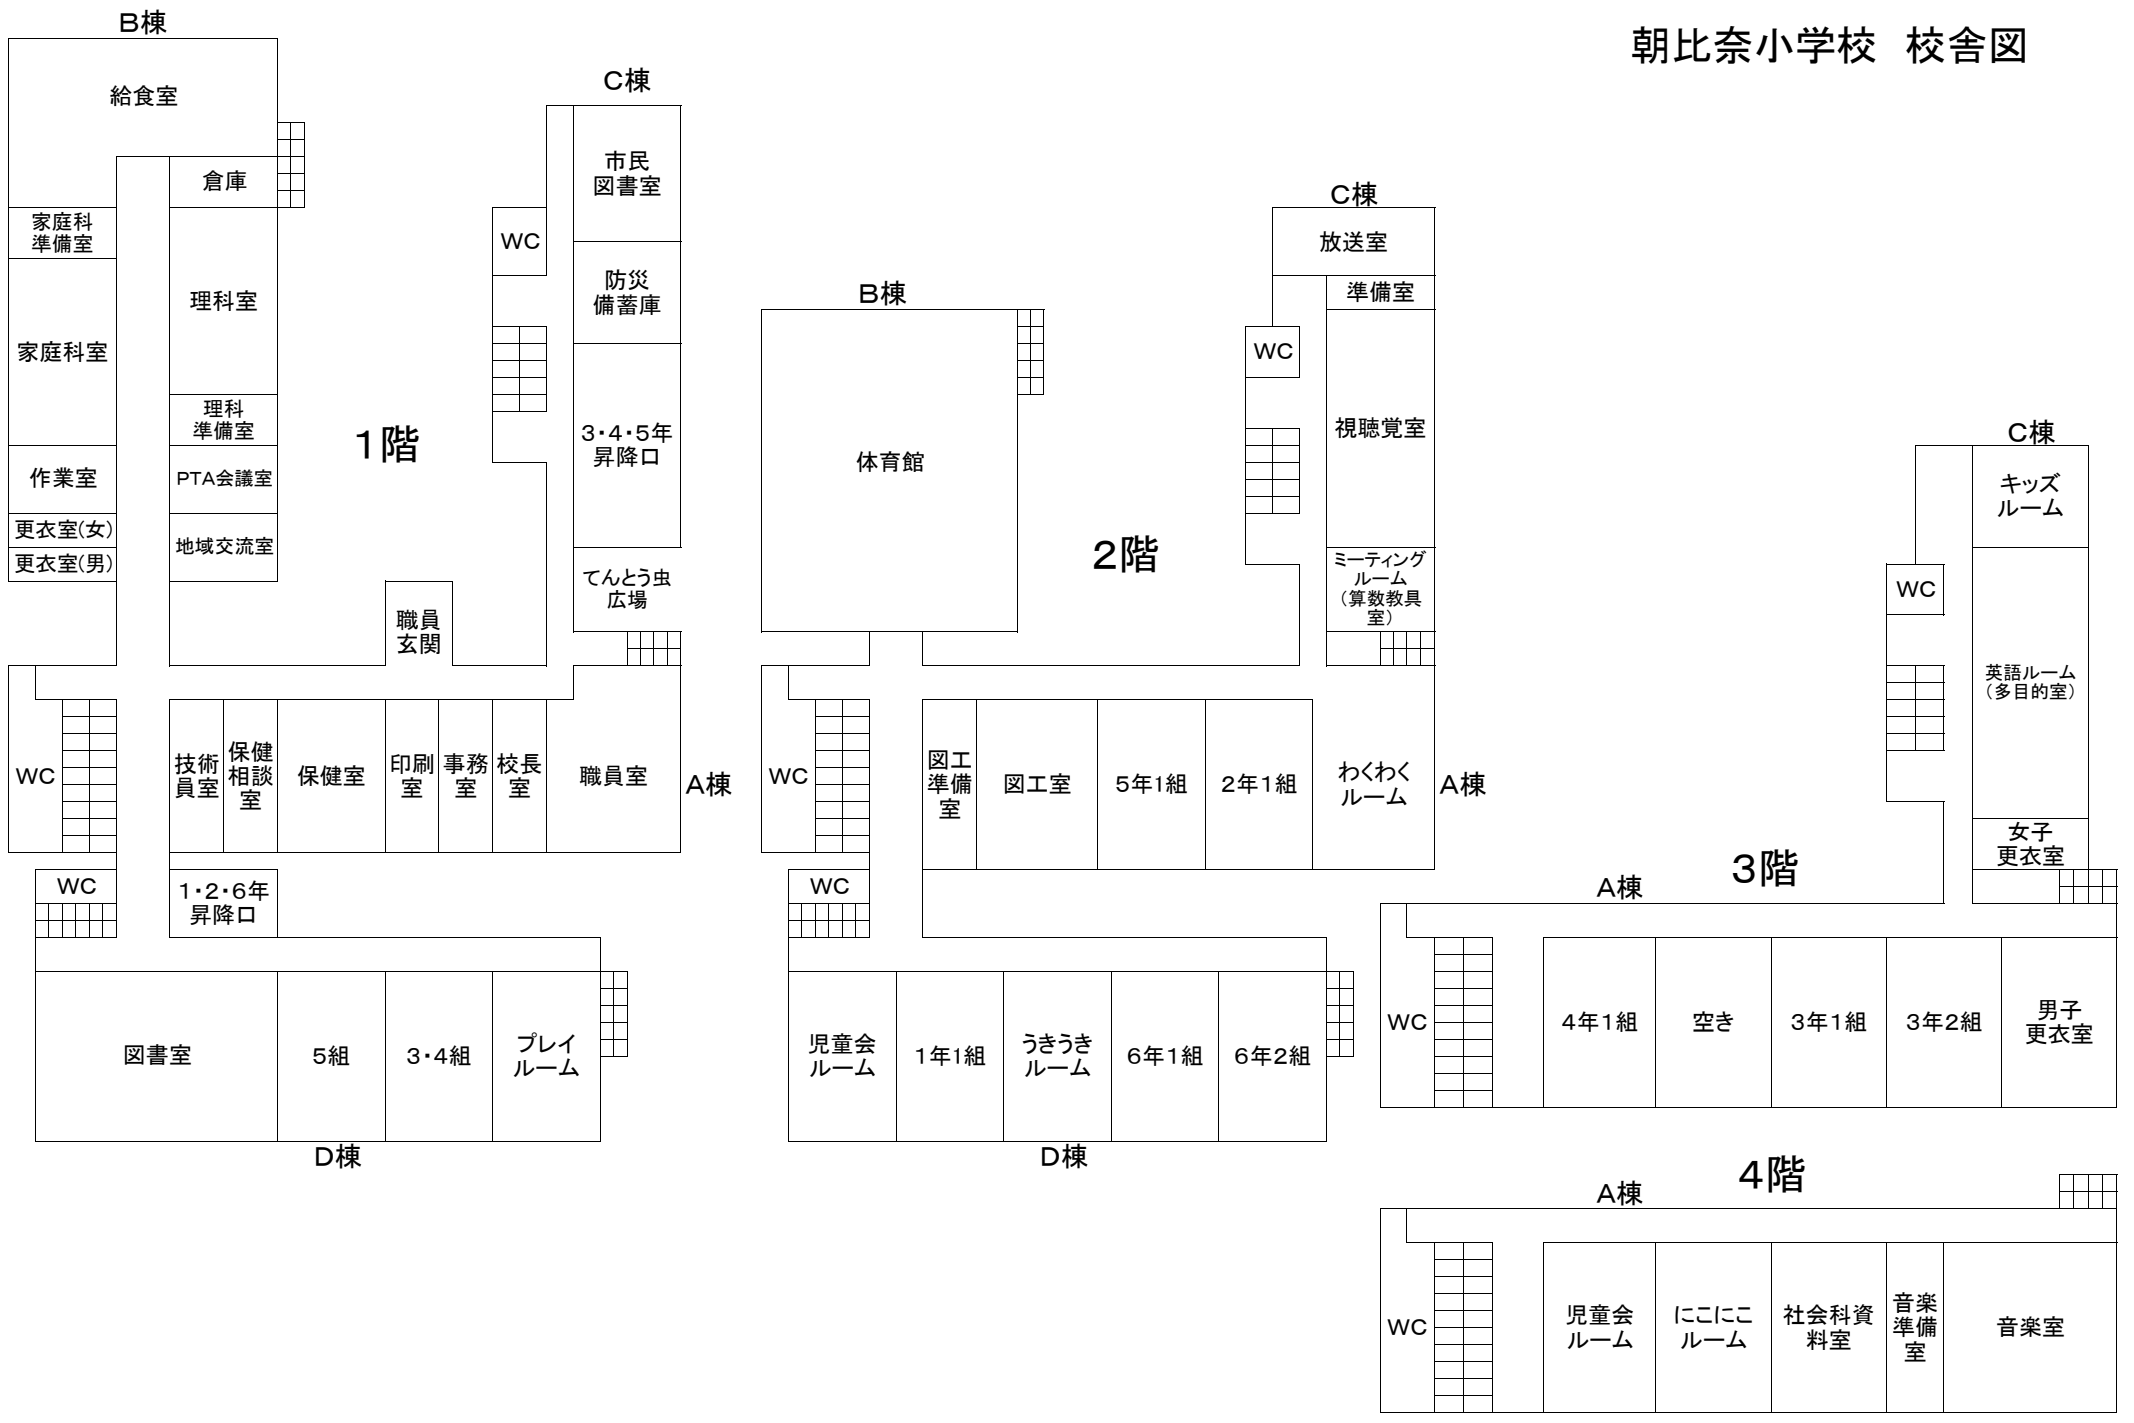 朝比奈小学校　校舎図
1階
B棟
給食室
倉庫
家庭科
準備室
理科室
家庭科室
理科
準備室
作業室
PTA会議室
更衣室(女)
更衣室(男)
地域交流室
C棟
市民
図書室
WC
防災
備蓄庫
3・4・5年
昇降口
てんとう虫
広場
職員
玄関
WC
技術
員室
保健
相談
室
保健室
印刷
室
事務
室
校長
室
職員室
A棟
WC
1・2・6年
昇降口
図書室
5組
3・4組
プレイ
ルーム
D棟
2階
B棟
体育館
C棟
放送室
準備室
WC
視聴覚室
ミーティング
ルーム
（算数教具
室）
WC
図工
準備
室
図工室
5年1組
2年1組
わくわく
ルーム
A棟
WC
児童会
ルーム
1年1組
うきうき
ルーム
6年1組
6年2組
D棟
3階
C棟
キッズ
ルーム
WC
英語ルーム
（多目的室）
女子
更衣室
A棟
WC
4年1組
空き
3年1組
3年2組
男子
更衣室
4階
A棟
WC
児童会
ルーム
にこにこ
ルーム
社会科資
料室
音楽
準備
室
音楽室